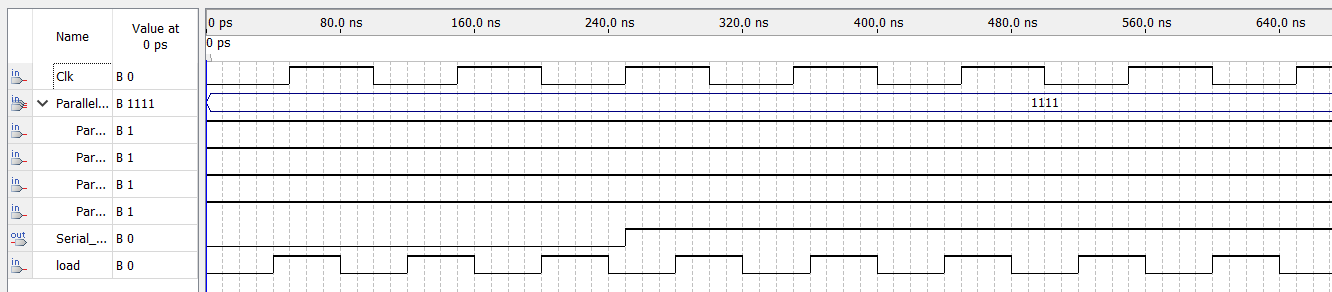 Name
Value at
0 ps
0 ps 80.0 ns 160.0 ns 240.0 ns 320.0 ns 400.0 ns 480.0 ns 560.0 ns 640.0 ns
0 ps
in Clk B 0
in Parallel... B 1111 1111
in Par... B 1
in Par... B 1
in Par... B 1
in Par... B 1
out Serial_... B 0
in load B 0